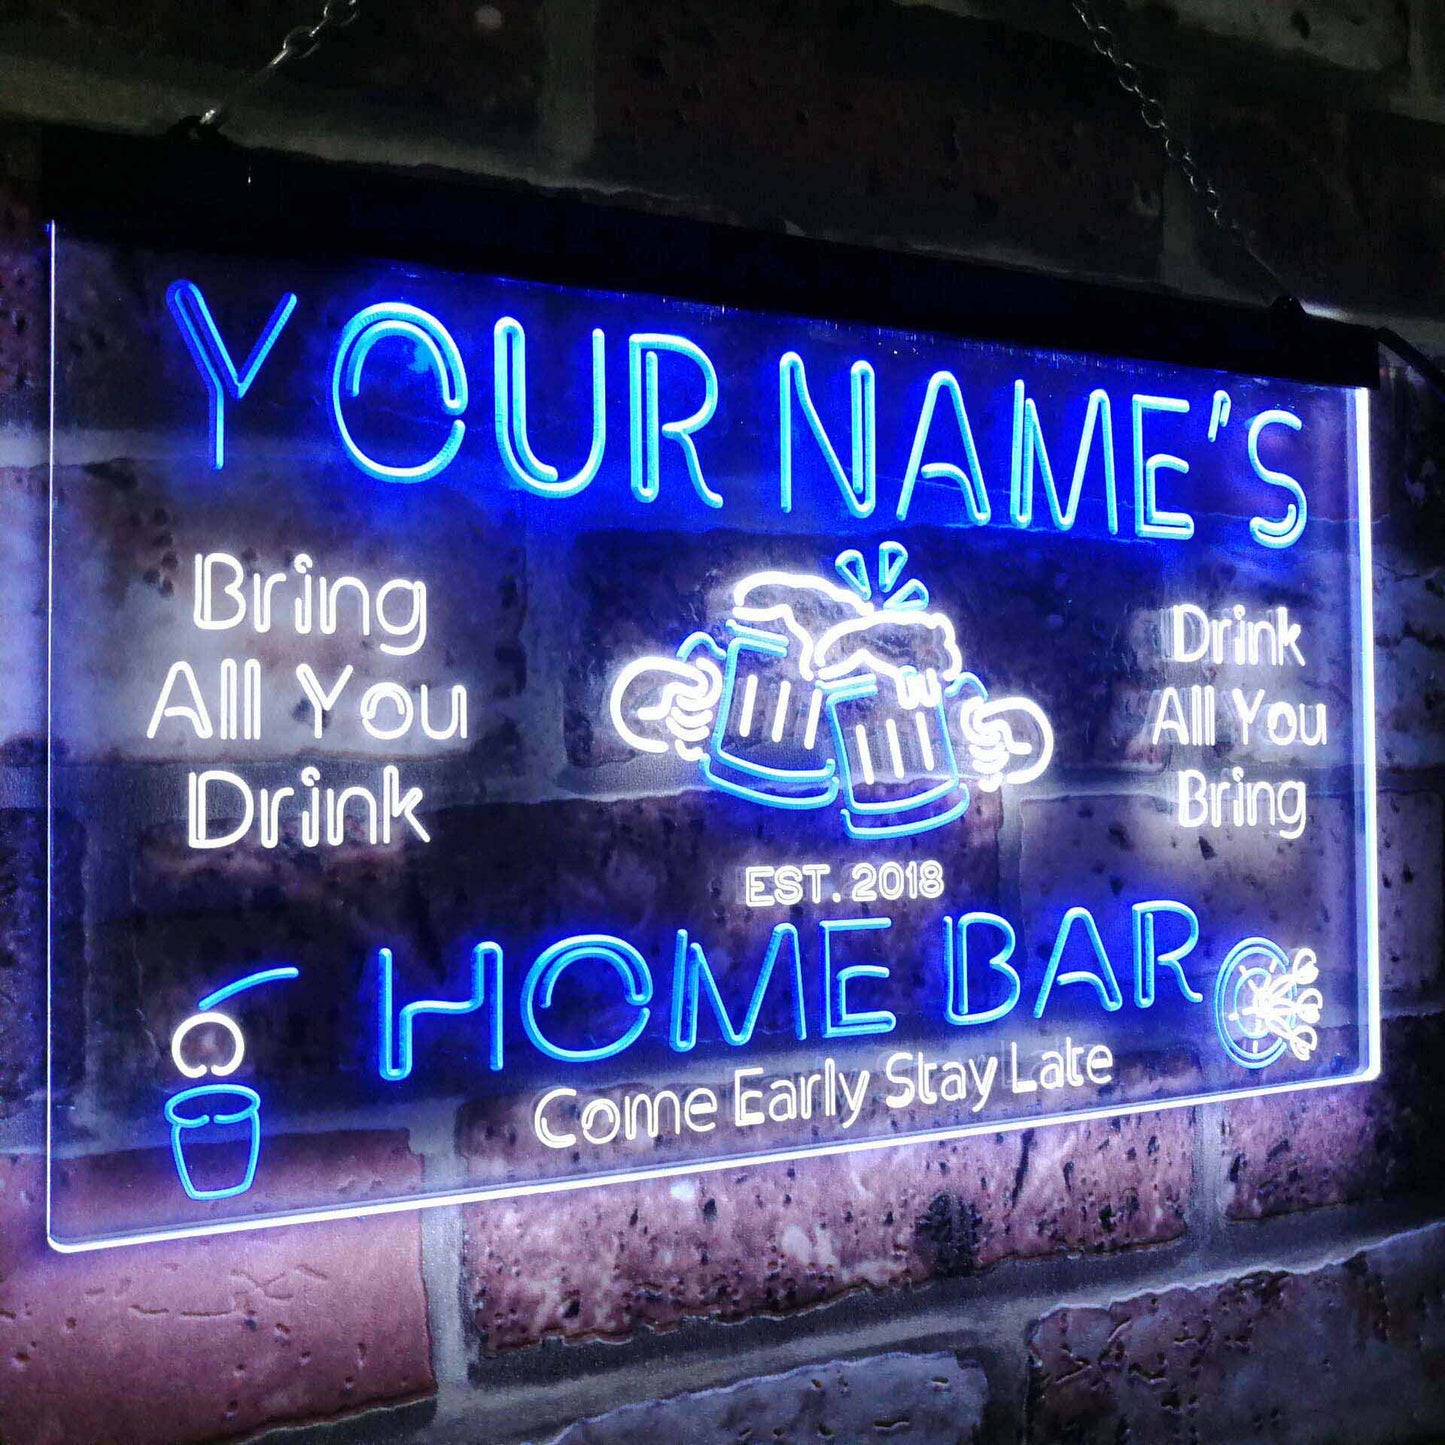 YOUR NAME'S
Bring
All You
Drink
Drink
All You
Bring
EST. 2018
HOME BAR
Come Early Stay Late